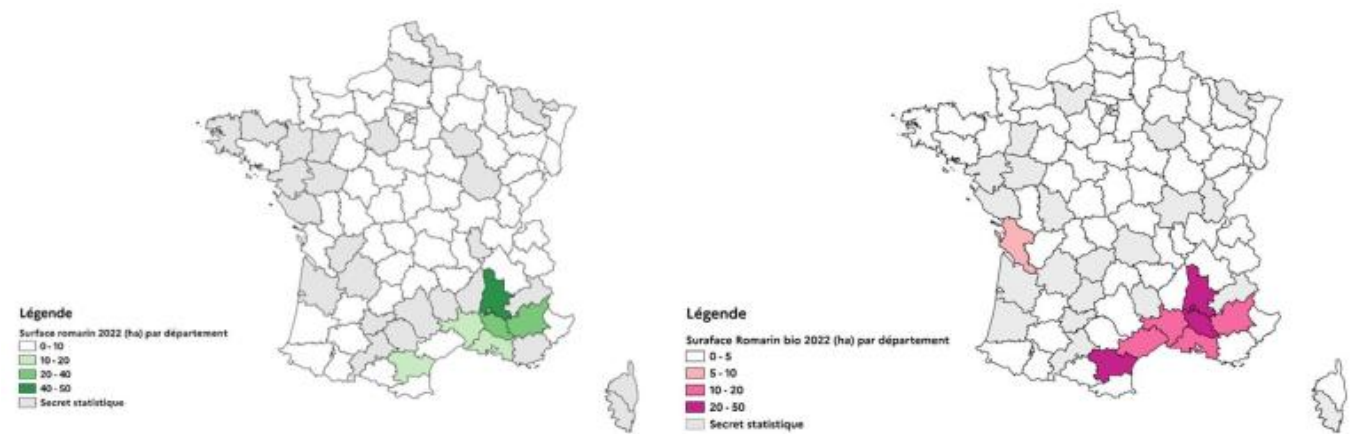 Légende
Surface romarin 2022 (ha) par département
0 - 10
10 - 20
20 - 40
40 - 50
Secret statistique
Légende
Suraface Romarin bio 2022 (ha) par département
0 - 5
5 - 10
10 - 20
20 - 50
Secret statistique